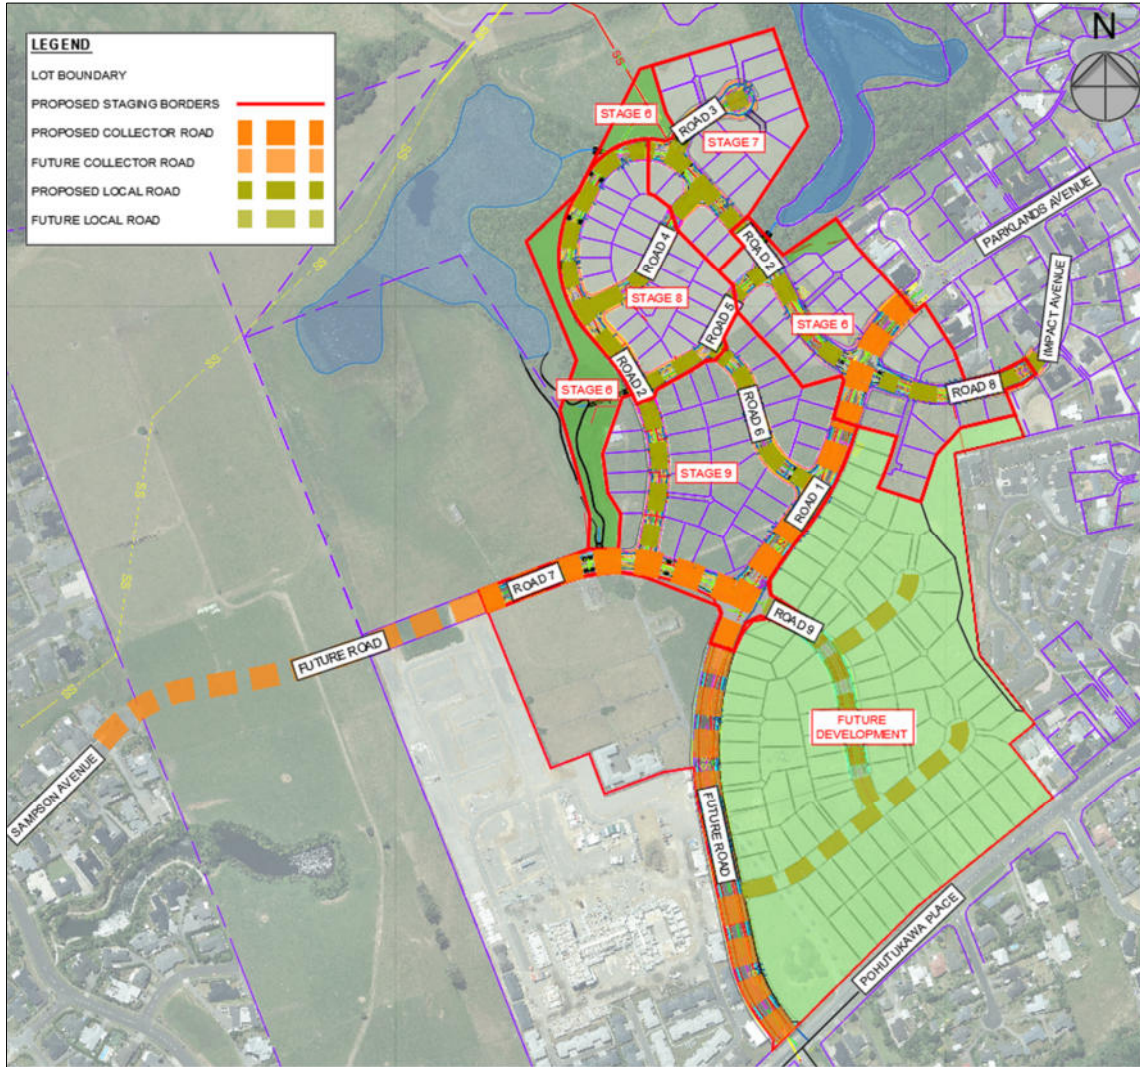 LEGEND
LOT BOUNDARY
PROPOSED STAGING BORDERS
PROPOSED COLLECTOR ROAD
FUTURE COLLECTOR ROAD
PROPOSED LOCAL ROAD
FUTURE LOCAL ROAD
N
SS
STAGE 6
ROAD 3
STAGE 7
PARKLANDS AVENUE
ROAD 4
ROAD 2
IMPACT AVENUE
SS
STAGE 8
ROAD 5
STAGE 6
SS
ROAD 2
STAGE 6
ROAD 8
ROAD 6
SS
STAGE 9
ROAD 1
SS
ROAD 7
ROAD 9
FUTURE ROAD
SS
FUTURE
DEVELOPMENT
SAMPSON AVENUE
FUTURE ROAD
POHUTUKAWA PLACE